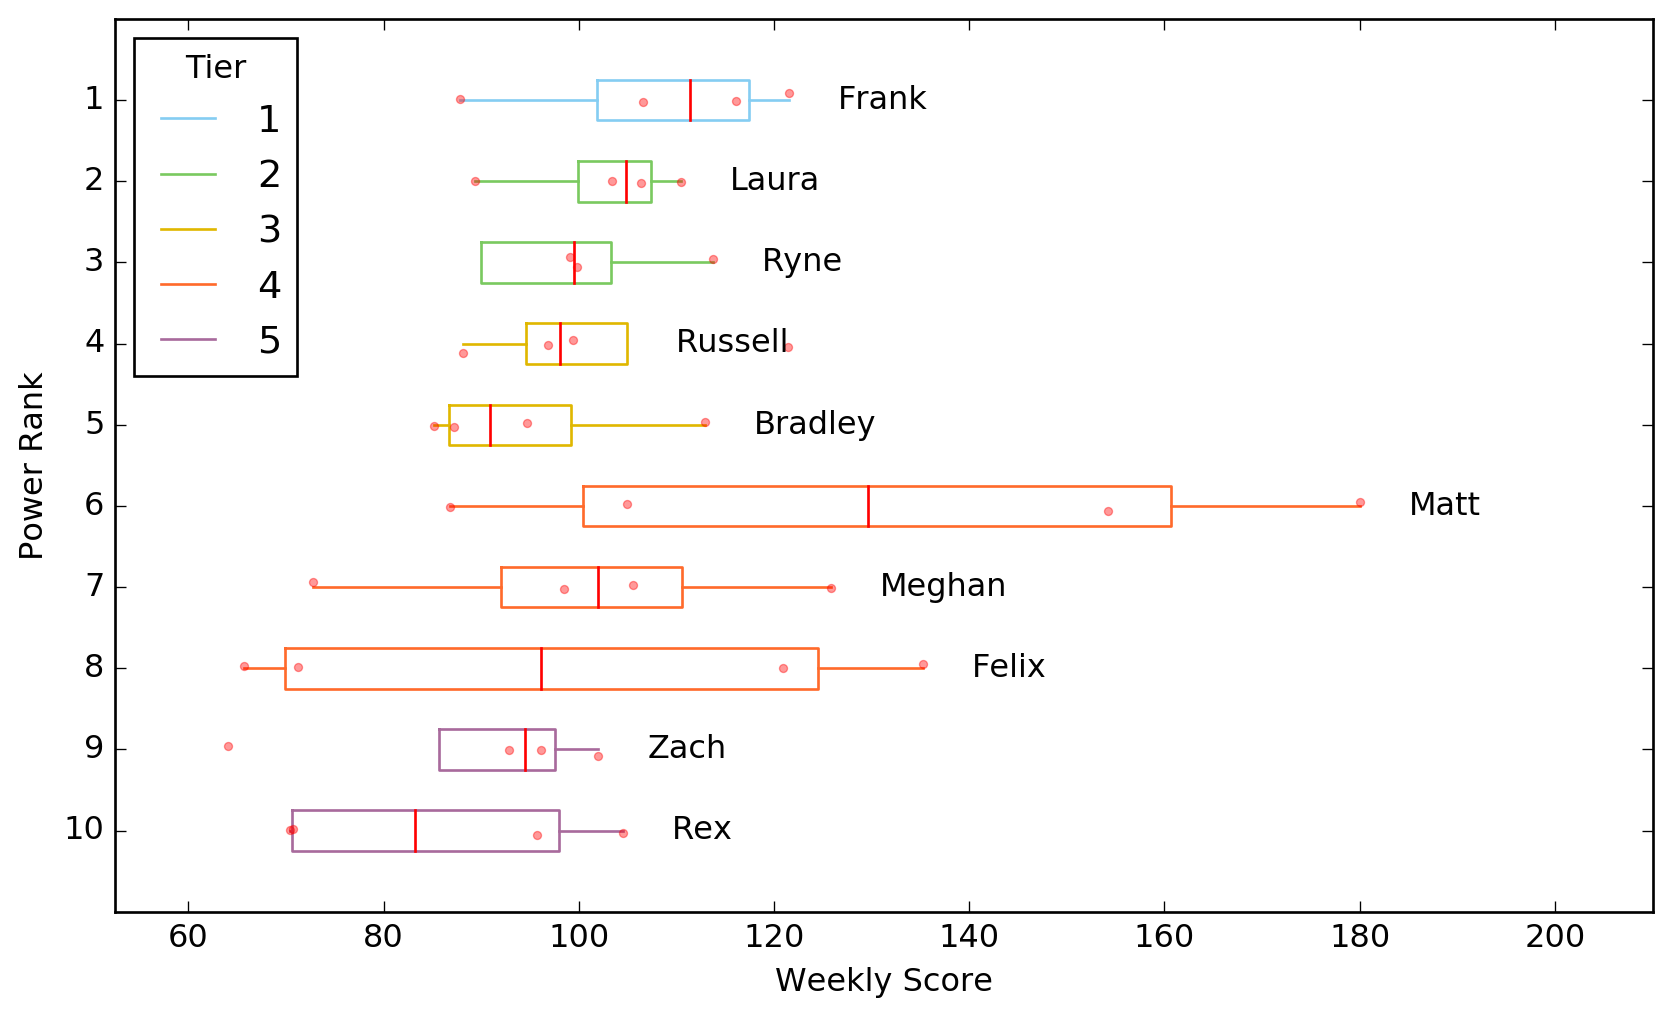 Tier
1
2
3
4
5
Power Rank
1 Frank
2 Laura
3 Ryne
4 Russell
5 Bradley
6 Matt
7 Meghan
8 Felix
9 Zach
10 Rex
60 80 100 120 140 160 180 200
Weekly Score